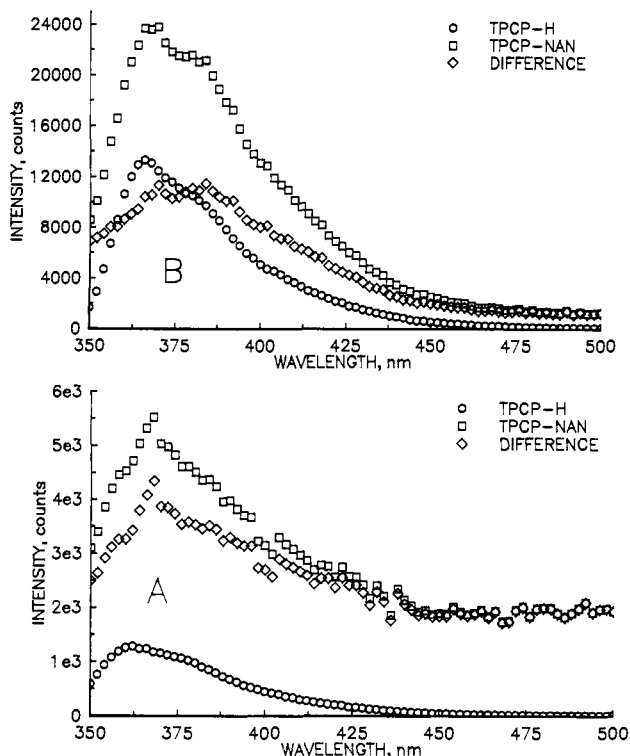 24000
20000
16000
12000
8000
4000
0
INTENSITY, counts
TPCP-H
TPCP-NAN
DIFFERENCE
B
350 375 400 425 450 475 500
WAVELENGTH, nm
6e3
5e3
4e3
3e3
2e3
1e3
0
INTENSITY, counts
TPCP-H
TPCP-NAN
DIFFERENCE
A
350 375 400 425 450 475 500
WAVELENGTH, nm